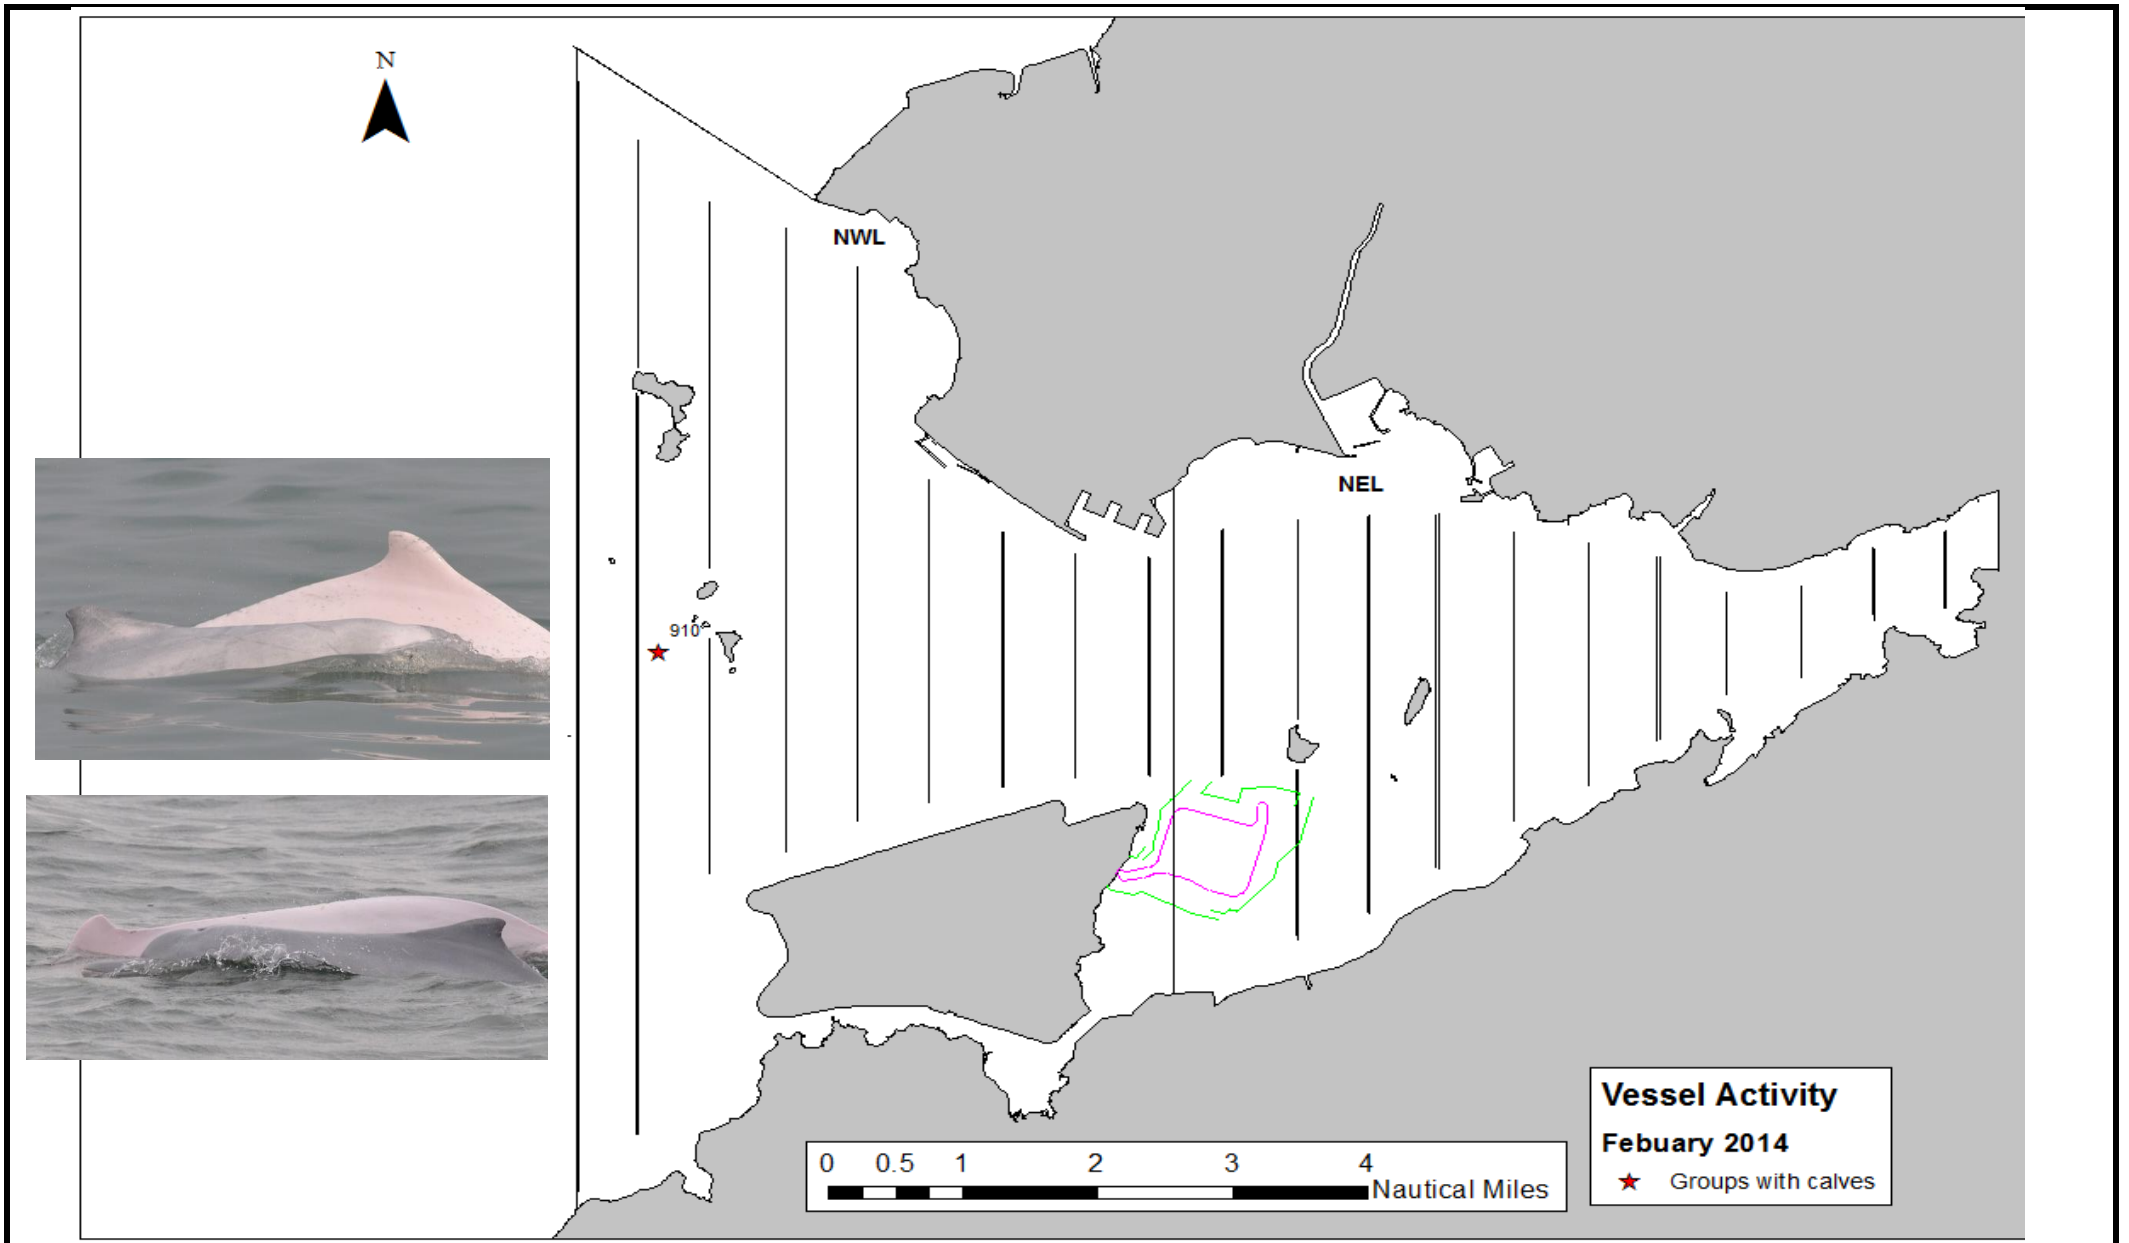 N
NWL
NEL
910
Vessel Activity
Febuary 2014
Groups with calves
0 0.5 1 2 3 4
Nautical Miles